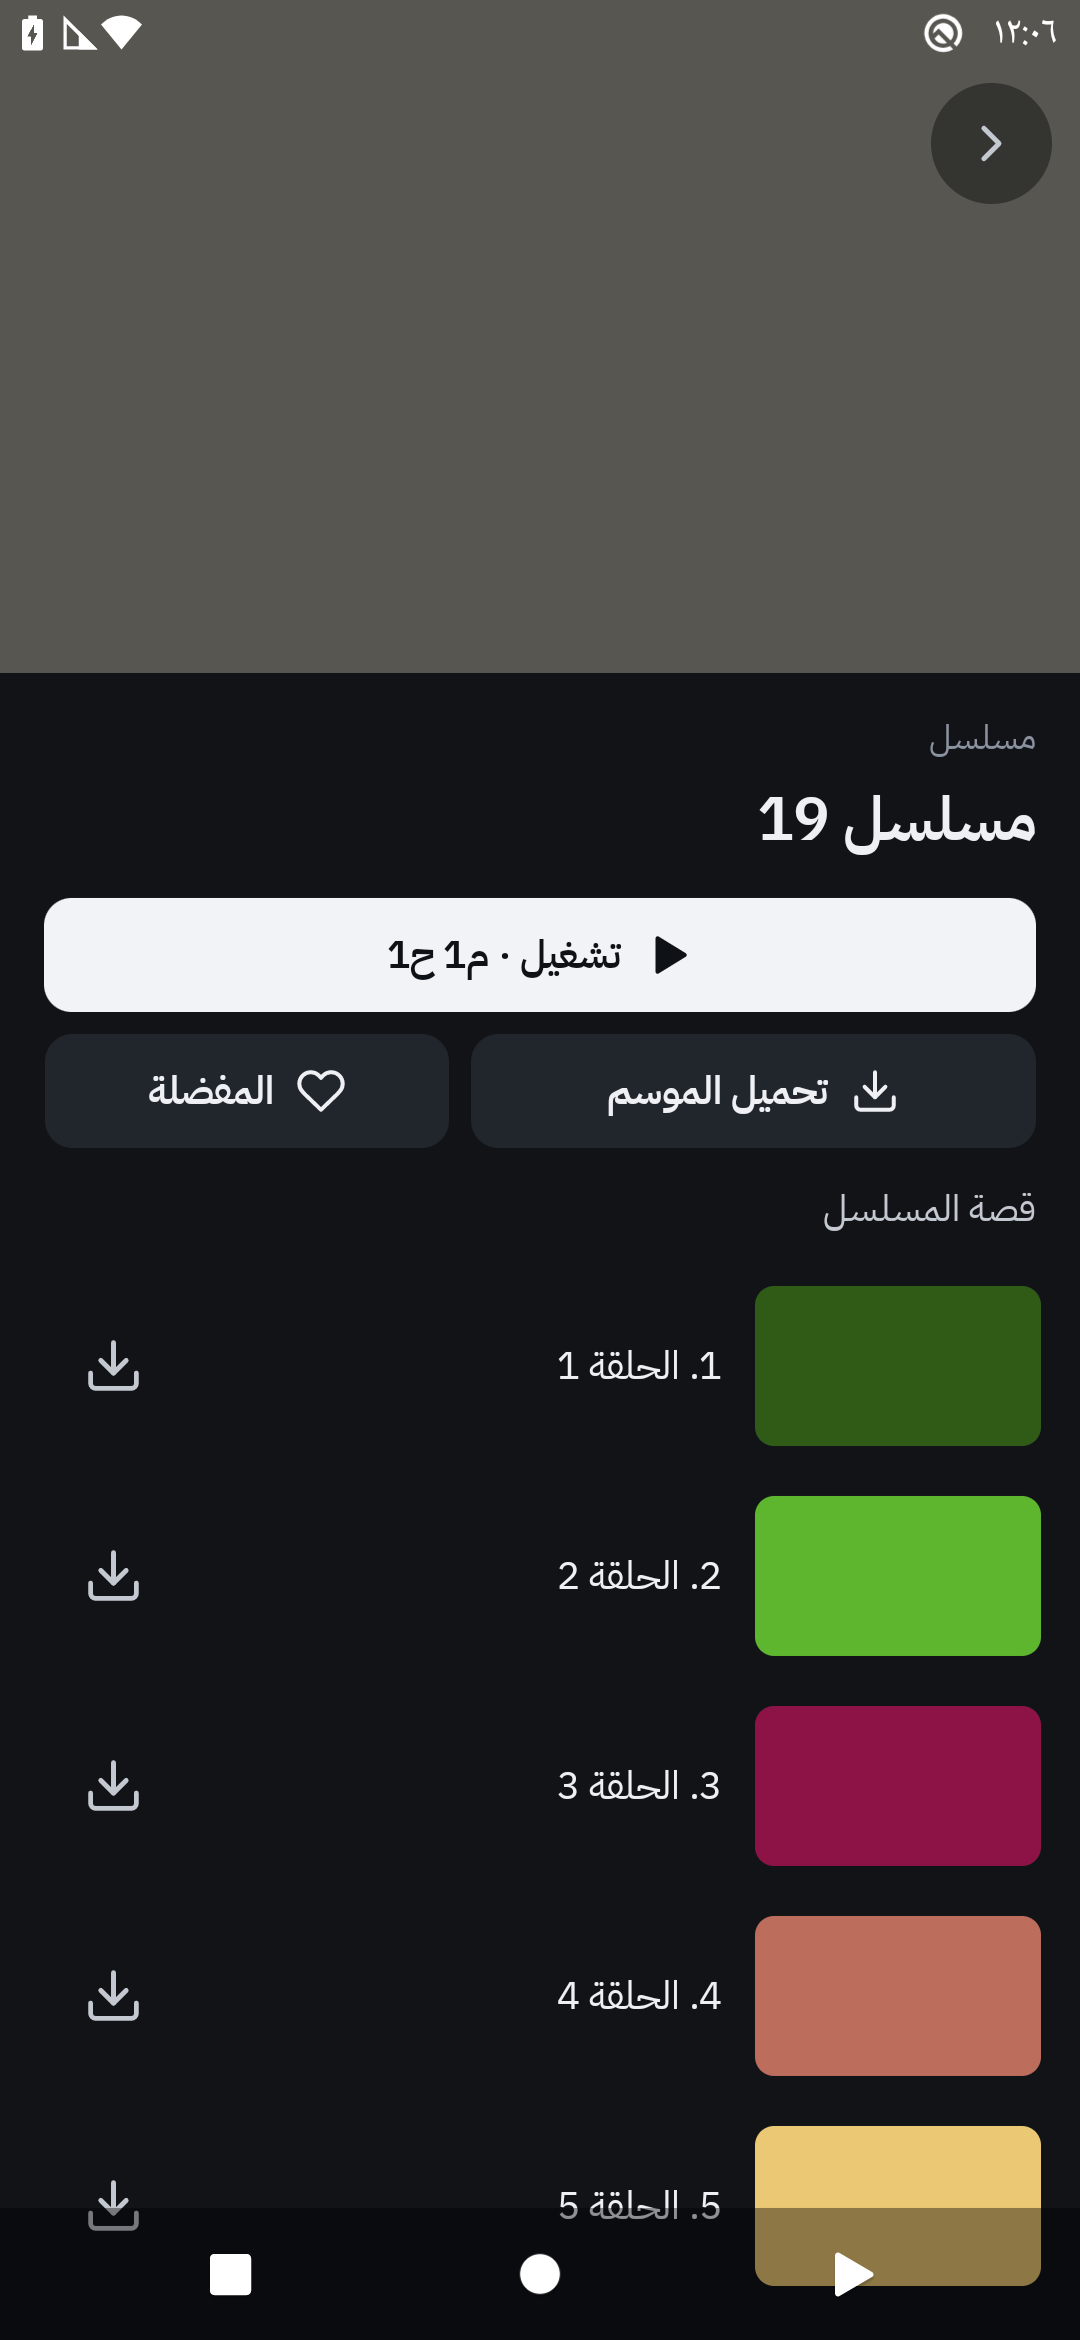 ١٢:٠٦
مسلسل
مسلسل 19
تشغيل · م1 ح1
تحميل الموسم
المفضلة
قصة المسلسل
1. الحلقة 1
2. الحلقة 2
3. الحلقة 3
4. الحلقة 4
5. الحلقة 5